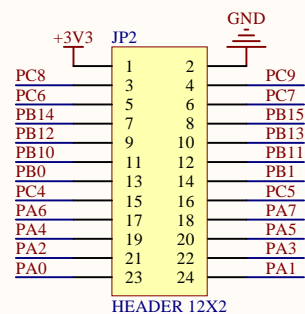 GND
+3V3 JP2
1 2
PC8 3 4 PC9
PC6 5 6 PC7
PB14 7 8 PB15
PB12 9 10 PB13
PB10 11 12 PB11
PB0 13 14 PB1
PC4 15 16 PC5
PA6 17 18 PA7
PA4 19 20 PA5
PA2 21 22 PA3
PA0 23 24 PA1
HEADER 12X2